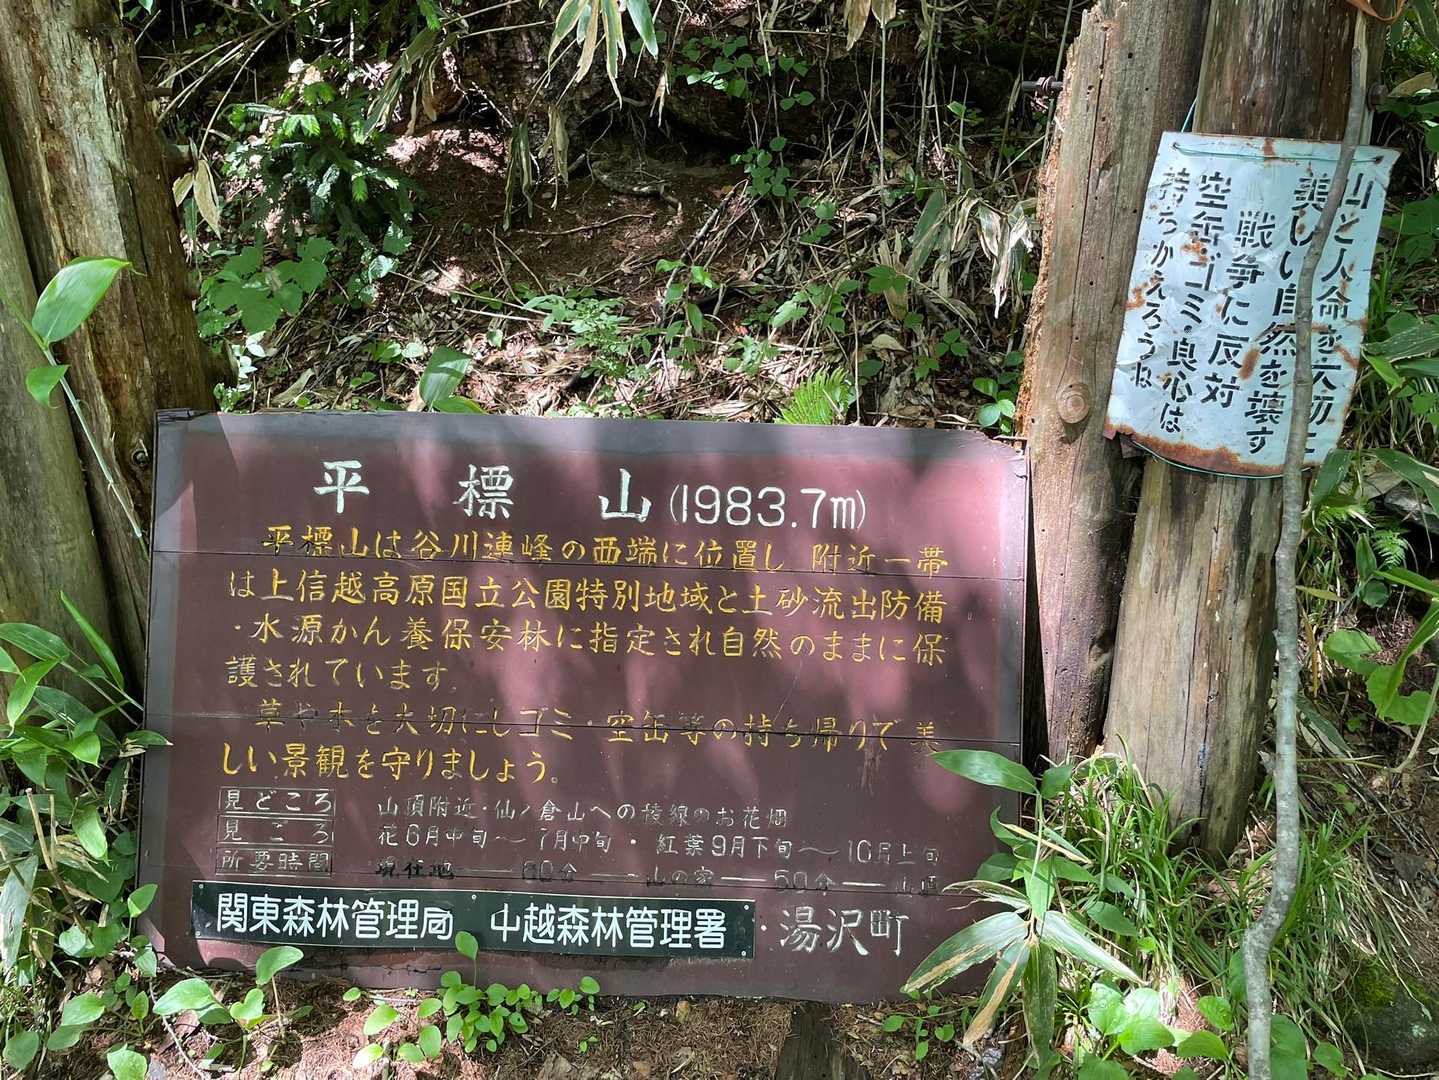 平標山(1983.7m)
平標山は谷川連峰の西端に位置し 附近一帯
は上信越高原国立公園特別地域と土砂流出防備
・水源かん養保安林に指定され自然のままに保
護されています。
草や木を大切にしゴミ・空缶等の持ち帰りで美
しい景観を守りましょう。
見どころ 山頂附近・仙ノ倉山への稜線のお花畑
見ごろ 花6月中旬〜7月中旬・紅葉9月下旬〜10月上旬
所要時間 現在地──60分──山の家──50分──山頂
関東森林管理局 中越森林管理署・湯沢町
山と人命を大切に
美しい自然を壊す
戦争に反対
空缶・ゴミ・良心は
持ちかえろうね